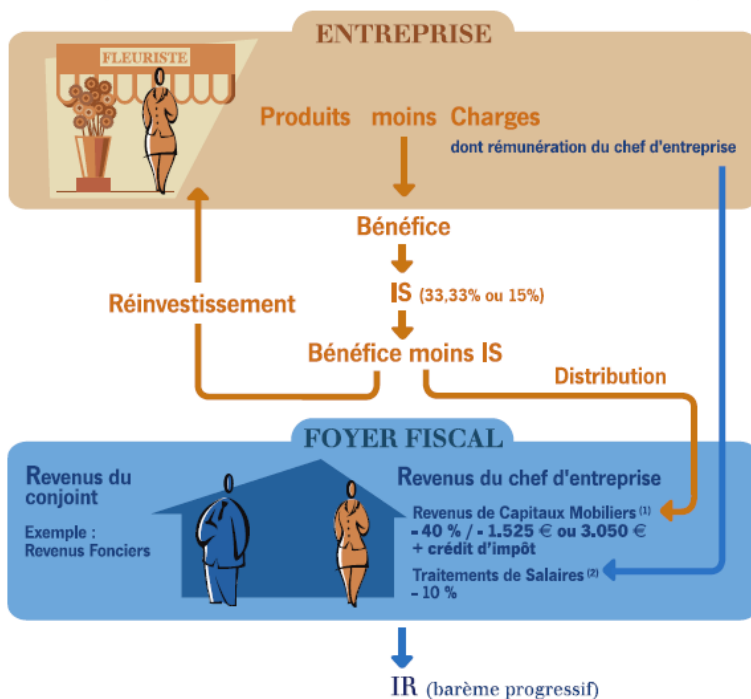 ENTREPRISE
FLEURISTE
Produits moins Charges
dont rémunération du chef d'entreprise
Bénéfice
IS (33,33% ou 15%)
Réinvestissement
Bénéfice moins IS
Distribution
FOYER FISCAL
Revenus du
conjoint
Exemple :
Revenus Fonciers
Revenus du chef d'entreprise
Revenus de Capitaux Mobiliers (1)
- 40 % / - 1.525 € ou 3.050 €
+ crédit d'impôt
Traitements de Salaires (2)
- 10 %
IR (barème progressif)